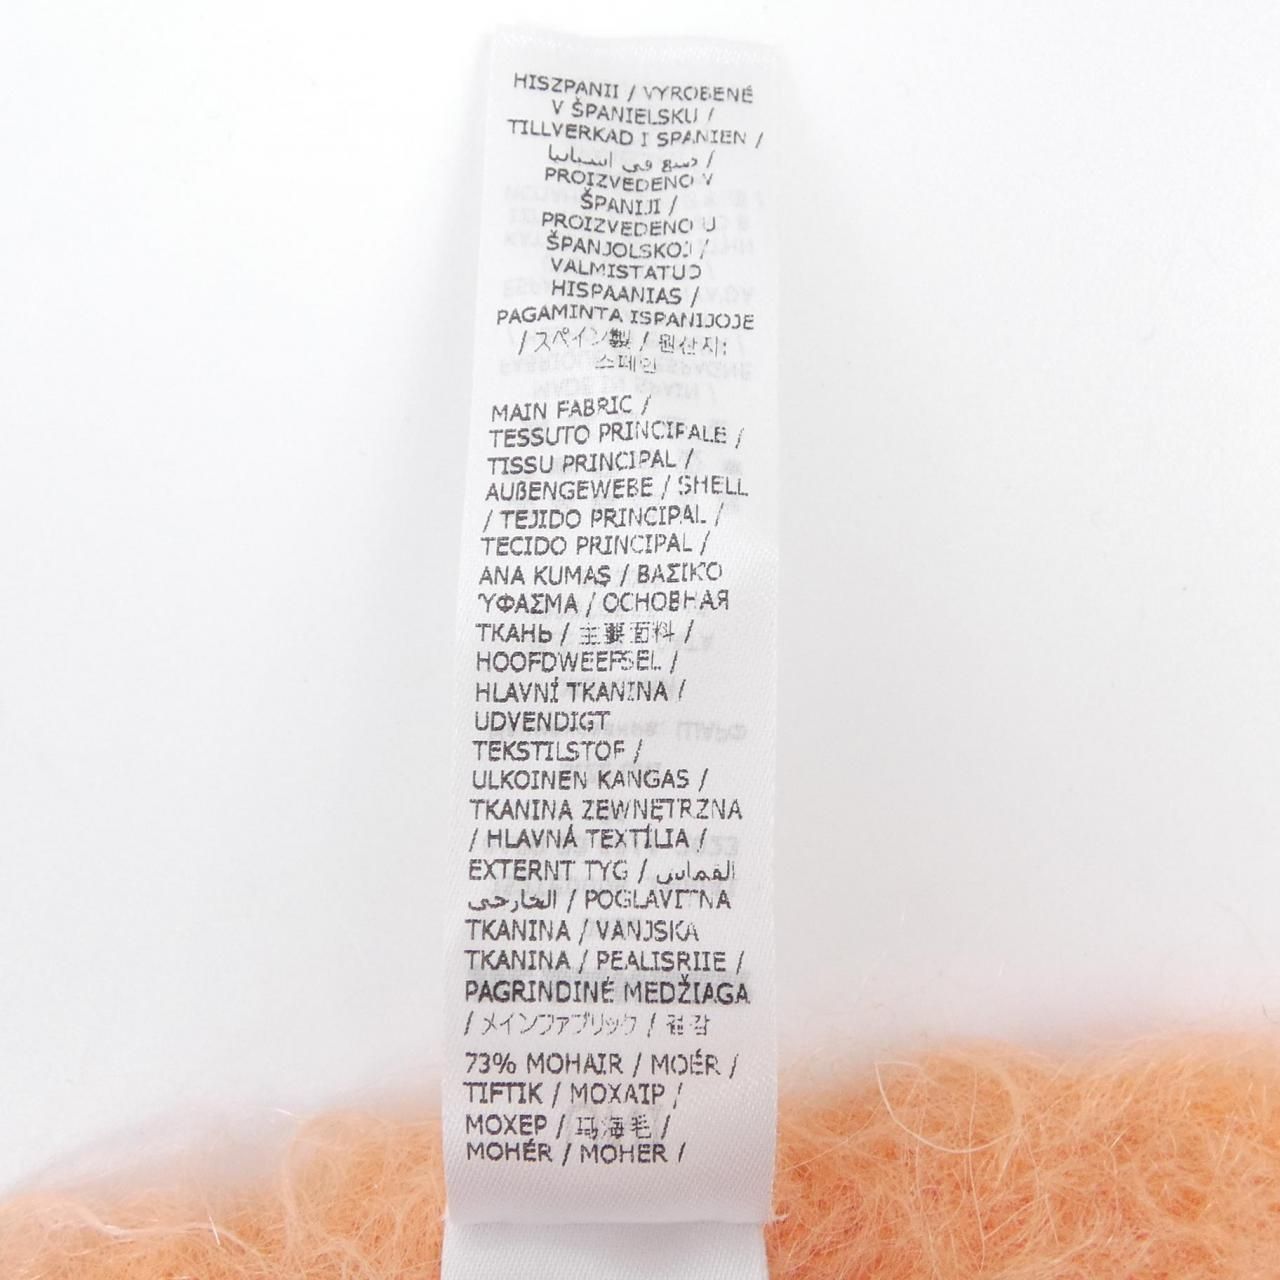 HISZPANII / VYROBENÉ
V ŠPANIELSKU /
TILLVERKAD I SPANIEN /
صنع في اسبانيا /
PROIZVEDENO V
ŠPANIJI /
PROIZVEDENO U
ŠPANJOLSKOJ /
VALMISTATUD
HISPAANIAS /
PAGAMINTA ISPANIJOJE
/ スペイン製 / 원산지:
스페인
MAIN FABRIC /
TESSUTO PRINCIPALE /
TISSU PRINCIPAL /
AUßENGEWEBE / SHELL
/ TEJIDO PRINCIPAL /
TECIDO PRINCIPAL /
ANA KUMAŞ / ΒΑΣΙΚΌ
ΎΦΑΣΜΑ / ОСНОВНАЯ
ТКАНЬ / 主要面料 /
HOOFDWEEFSEL /
HLAVNÍ TKANINA /
UDVENDIGT
TEKSTILSTOF /
ULKOINEN KANGAS /
TKANINA ZEWNĘTRZNA
/ HLAVNÁ TEXTÍLIA /
EXTERNT TYG / القماس
الخارجي / POGLAVITNA
TKANINA / VANJSKA
TKANINA / PEALISRIIE /
PAGRINDINĖ MEDŽIAGA
/ メインファブリック / 겉감
73% MOHAIR / MOÉR /
TIFTIK / ΜΟΧΑΙΡ /
МОХЕР / 马海毛 /
MOHÉR / MOHER /